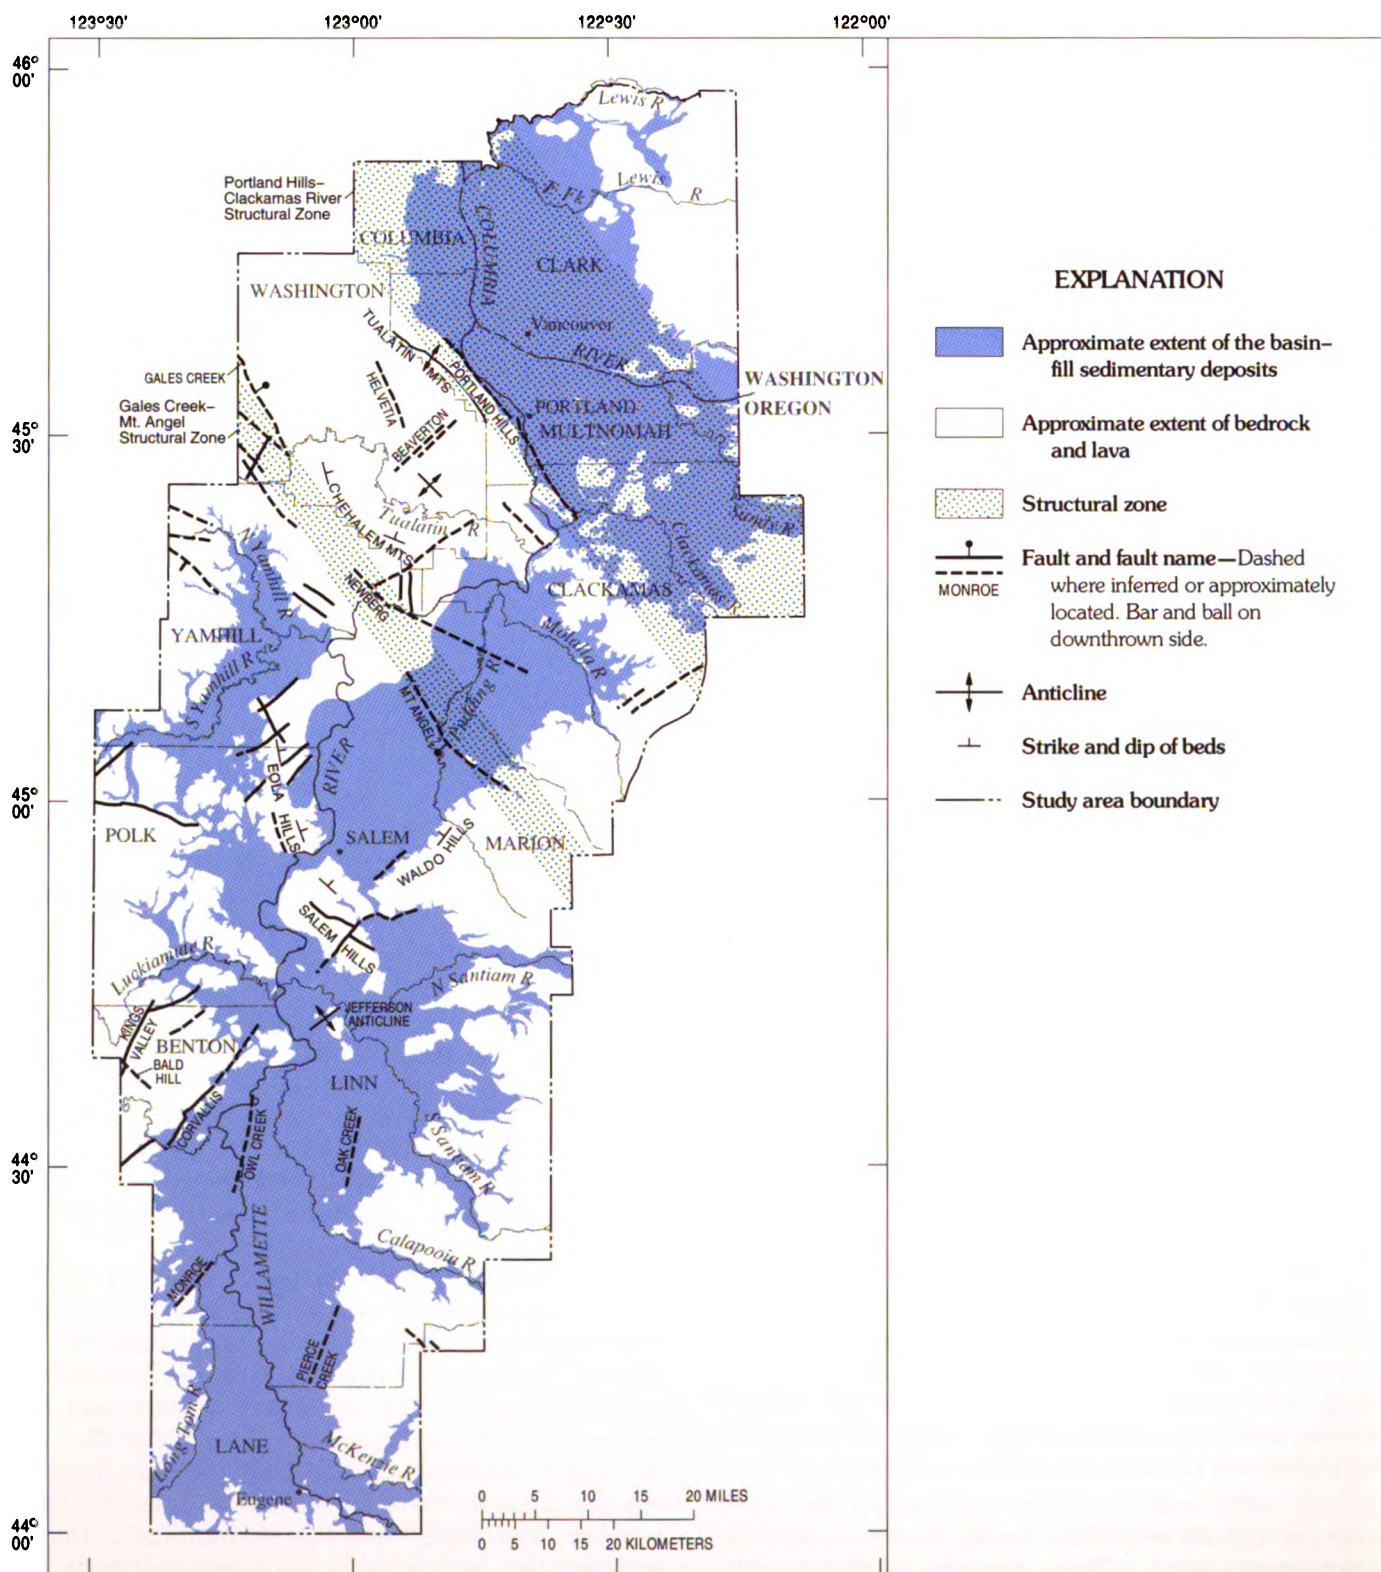 123°30' 123°00' 122°30' 122°00'
46°
00'
Lewis R
Portland Hills–
Clackamas River
Structural Zone
E Fk Lewis R
COLUMBIA
COLUMBIA
CLARK
WASHINGTON
Vancouver
TUALATIN
MTS
RIVER
PORTLAND HILLS
GALES CREEK
HELVETIA
WASHINGTON
OREGON
Gales Creek–
Mt. Angel
Structural Zone
PORTLAND
BEAVERTON
MULTNOMAH
45°
30'
CHEHALEM MTS
Tualatin R
Sandy R
Clackamas R
N Yamhill R
NEWBERG
CLACKAMAS
YAMHILL
Molalla R
S Yamhill R
Pudding R
MT ANGEL
RIVER
EOLA
HILLS
45°
00'
POLK
SALEM
MARION
WALDO HILLS
SALEM
HILLS
Luckiamute R
N Santiam R
JEFFERSON
ANTICLINE
KINGS
VALLEY
BENTON
BALD
HILL
LINN
CORVALLIS
OWL CREEK
OAK CREEK
S Santiam R
44°
30'
WILLAMETTE
Calapooia R
MONROE
PIERCE
CREEK
Long Tom R
LANE
McKenzie R
Eugene
44°
00'
0 5 10 15 20 MILES
0 5 10 15 20 KILOMETERS
EXPLANATION
Approximate extent of the basin–
fill sedimentary deposits
Approximate extent of bedrock
and lava
Structural zone
Fault and fault name—Dashed
MONROE
where inferred or approximately
located. Bar and ball on
downthrown side.
Anticline
Strike and dip of beds
Study area boundary